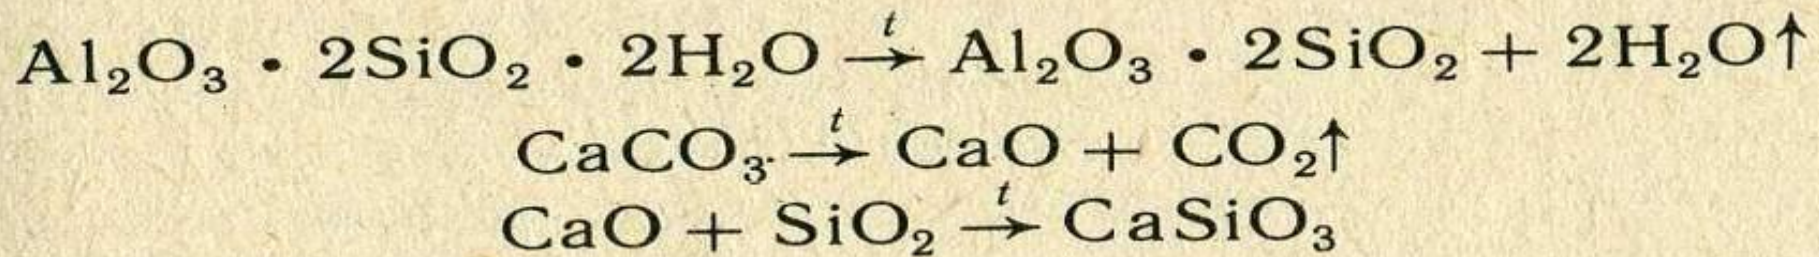 Al₂O₃ · 2SiO₂ · 2H₂O →ᵗ Al₂O₃ · 2SiO₂ + 2H₂O↑
CaCO₃ →ᵗ CaO + CO₂↑
CaO + SiO₂ →ᵗ CaSiO₃